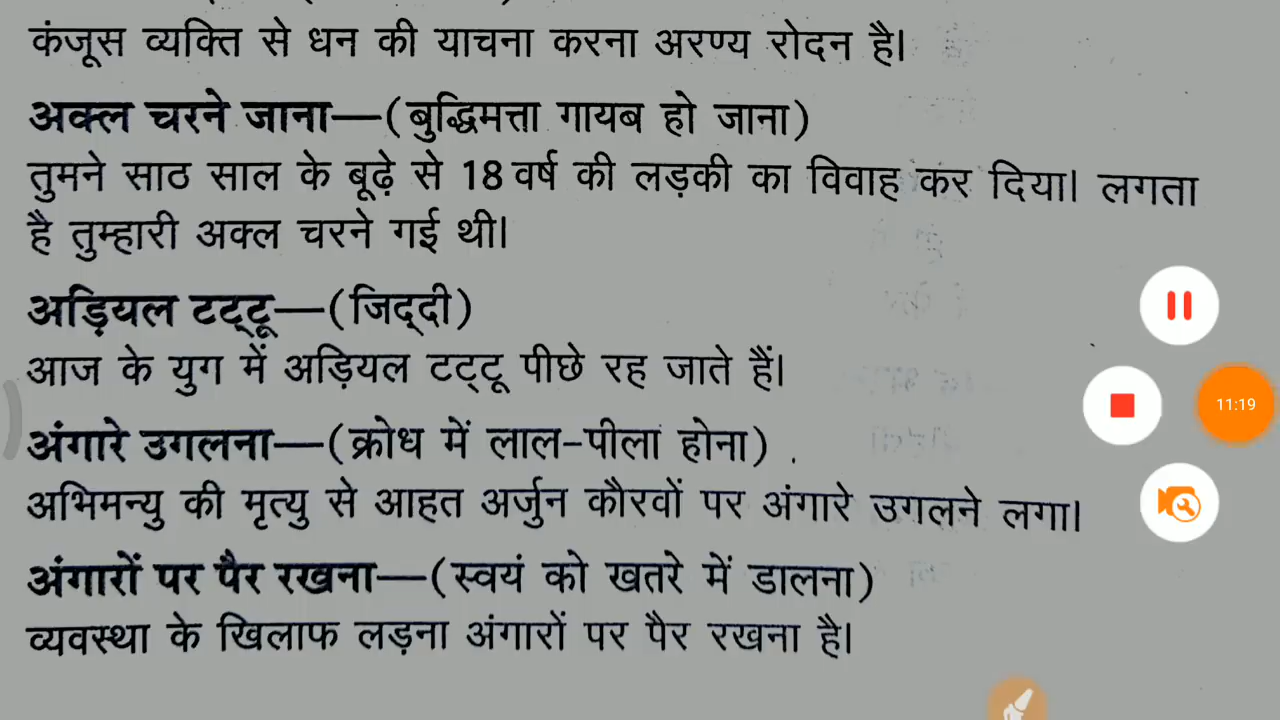 कंजूस व्यक्ति से धन की याचना करना अरण्य रोदन है।
अक्ल चरने जाना—(बुद्धिमत्ता गायब हो जाना)
तुमने साठ साल के बूढ़े से 18 वर्ष की लड़की का विवाह कर दिया। लगता
है तुम्हारी अक्ल चरने गई थी।
अड़ियल टट्टू—(जिद्दी)
आज के युग में अड़ियल टट्टू पीछे रह जाते हैं।
अंगारे उगलना—(क्रोध में लाल-पीला होना)
अभिमन्यु की मृत्यु से आहत अर्जुन कौरवों पर अंगारे उगलने लगा।
अंगारों पर पैर रखना—(स्वयं को खतरे में डालना)
व्यवस्था के खिलाफ लड़ना अंगारों पर पैर रखना है।
11:19